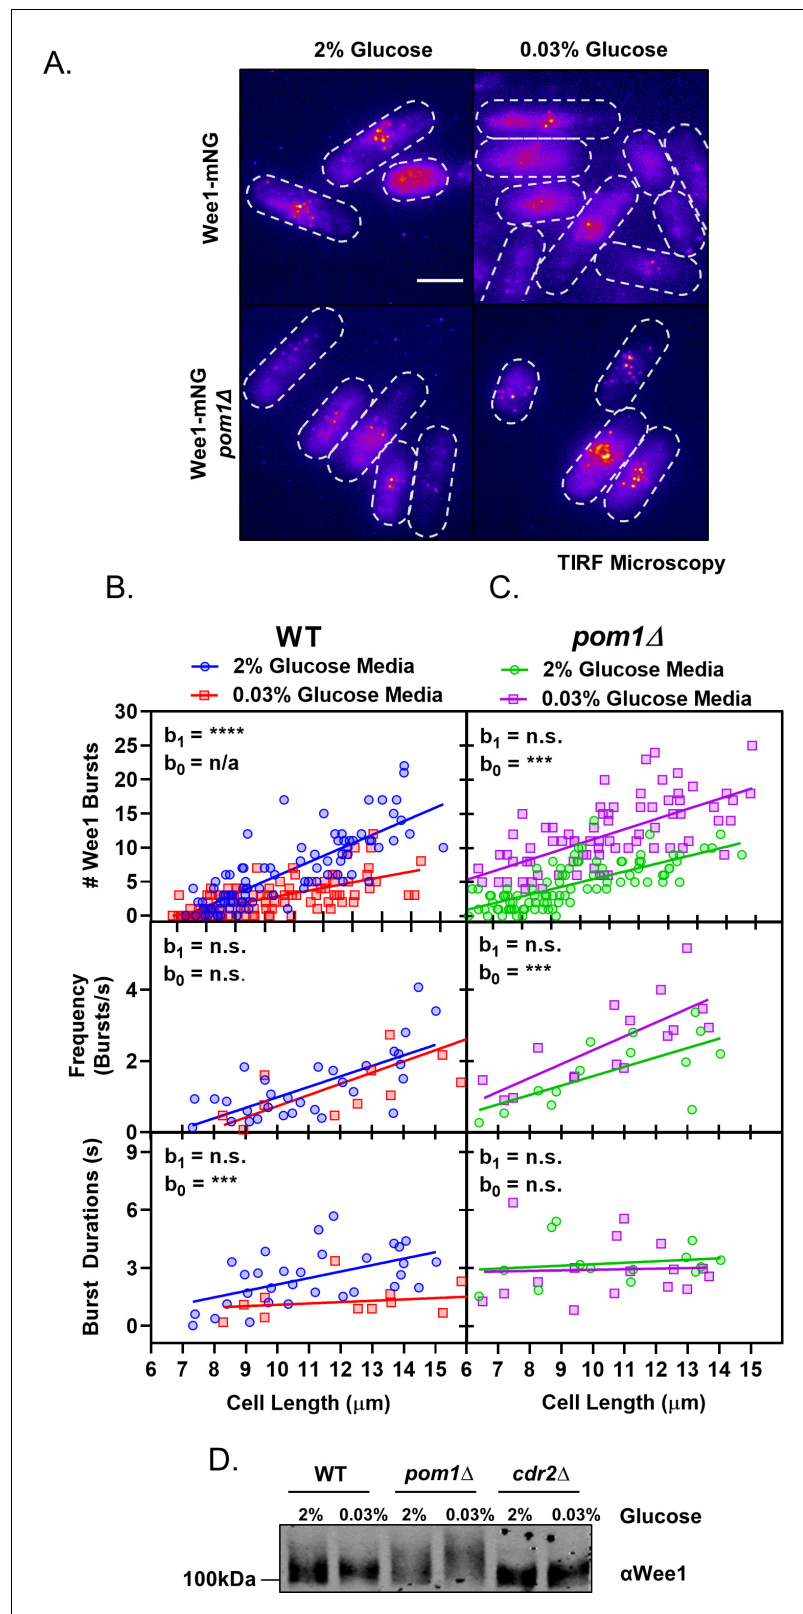 A.
2% Glucose
0.03% Glucose
Wee1-mNG
Wee1-mNG
pom1Δ
TIRF Microscopy
B.
C.
WT
pom1Δ
2% Glucose Media
0.03% Glucose Media
2% Glucose Media
0.03% Glucose Media
# Wee1 Bursts
30
25
20
15
10
5
0
b1 = ****
b0 = n/a
b1 = n.s.
b0 = ***
Frequency
(Bursts/s)
4
2
0
b1 = n.s.
b0 = n.s.
b1 = n.s.
b0 = ***
Burst Durations (s)
9
6
3
0
b1 = n.s.
b0 = ***
b1 = n.s.
b0 = n.s.
6 7 8 9 10 11 12 13 14 15
6 7 8 9 10 11 12 13 14 15
Cell Length (μm)
Cell Length (μm)
D.
WT
pom1Δ
cdr2Δ
2% 0.03% 2% 0.03% 2% 0.03%
Glucose
100kDa
αWee1